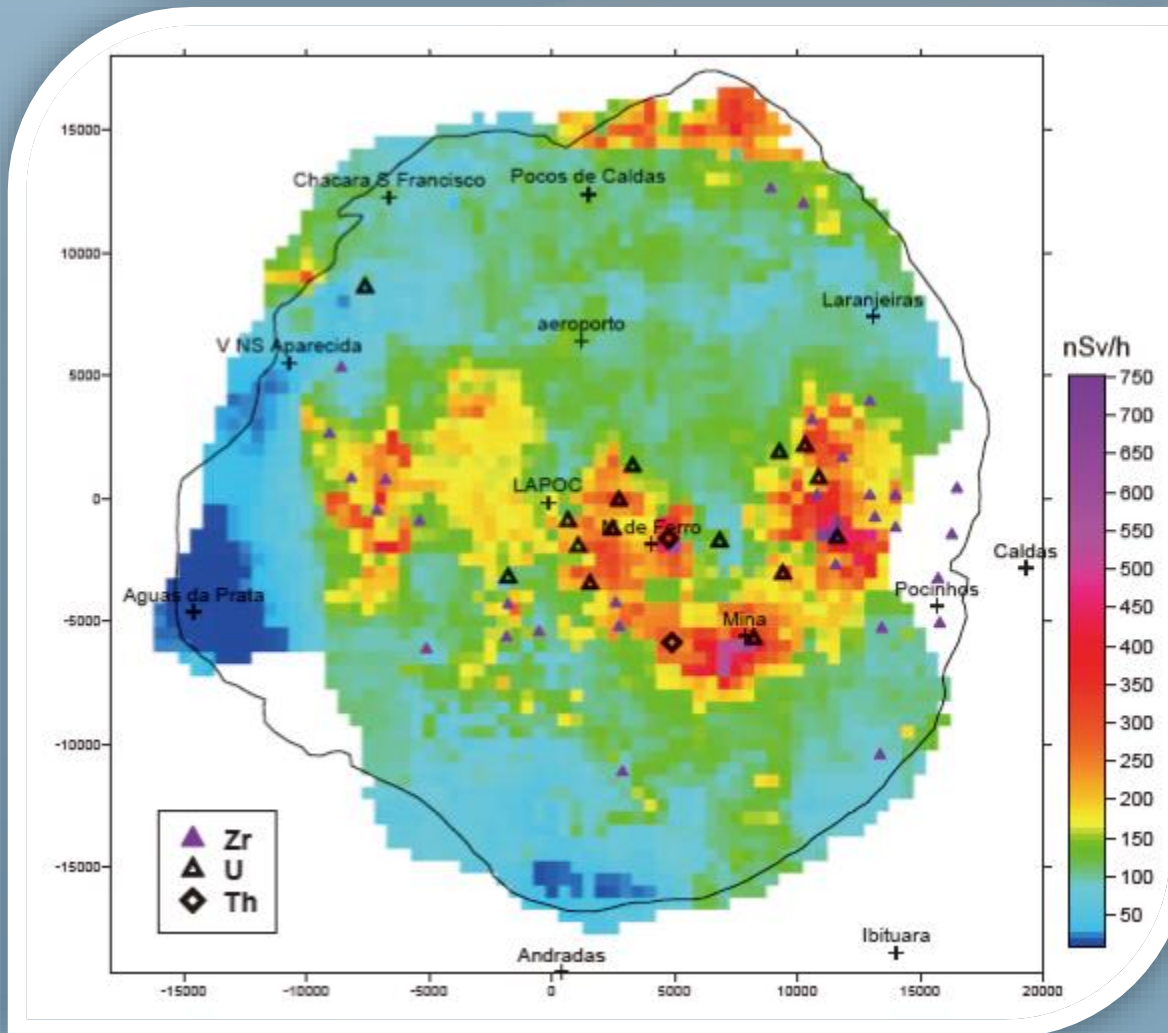 15000
10000
5000
0
-5000
-10000
-15000
Chacara S Francisco
Pocos de Caldas
Laranjeiras
aeroporto
V NS Aparecida
LAPOC
de Ferro
Caldas
Aguas da Prata
Pocinhos
Mina
Zr
U
Th
Andradas
Ibituara
-15000
-10000
-5000
0
5000
10000
15000
20000
nSv/h
750
700
650
600
550
500
450
400
350
300
250
200
150
100
50